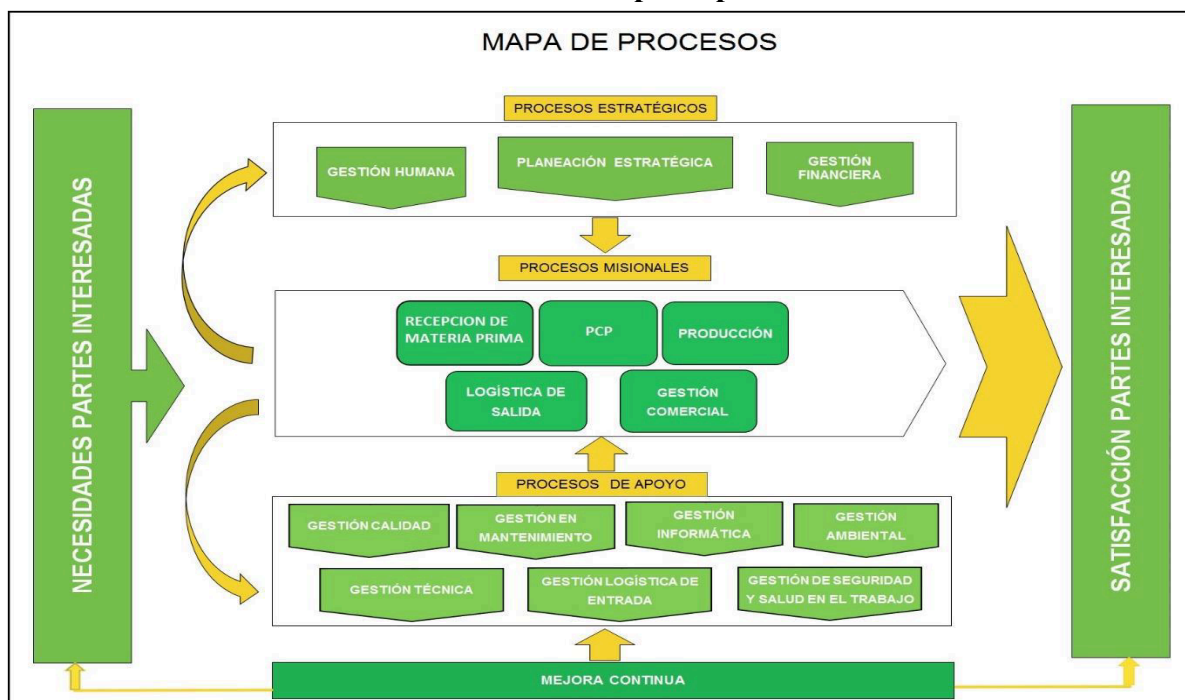 MAPA DE PROCESOS
NECESIDADES PARTES INTERESADAS
PROCESOS ESTRATÉGICOS
GESTIÓN HUMANA
PLANEACIÓN ESTRATÉGICA
GESTIÓN
FINANCIERA
PROCESOS MISIONALES
RECEPCION DE
MATERIA PRIMA
PCP
PRODUCCIÓN
LOGÌSTICA DE
SALIDA
GESTIÓN
COMERCIAL
PROCESOS DE APOYO
GESTIÓN CALIDAD
GESTIÓN EN
MANTENIMIENTO
GESTIÓN
INFORMÁTICA
GESTIÓN
AMBIENTAL
GESTIÓN TÉCNICA
GESTIÓN LOGÍSTICA DE
ENTRADA
GESTIÓN DE SEGURIDAD
Y SALUD EN EL TRABAJO
MEJORA CONTINUA
SATISFACCIÓN PARTES INTERESADAS